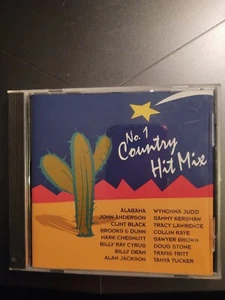 No. 1
Country
Hit Mix
ALABAMA
JOHN ANDERSON
CLINT BLACK
BROOKS & DUNN
MARK CHESNUTT
BILLY RAY CYRUS
BILLY DEAN
ALAN JACKSON
WYNONNA JUDD
SAMMY KERSHAW
TRACY LAWRENCE
COLLIN RAYE
SAWYER BROWN
DOUG STONE
TRAVIS TRITT
TANYA TUCKER